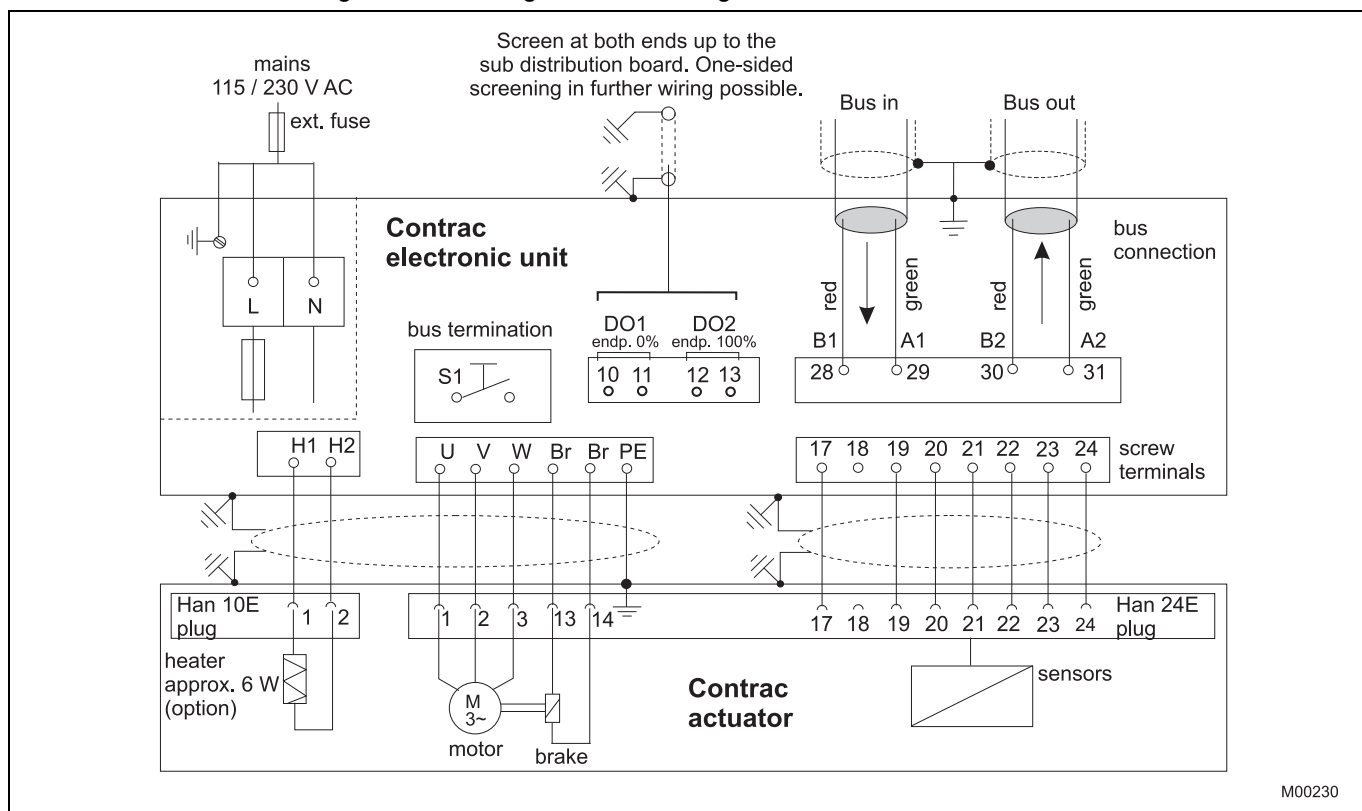 Screen at both ends up to the
sub distribution board. One-sided
screening in further wiring possible.
mains
115 / 230 V AC
ext. fuse
Bus in
Bus out
Contrac
electronic unit
bus
connection
red
green
red
green
L
N
bus termination
S1
DO1
endp. 0%
DO2
endp. 100%
10 11 12 13
B1 A1 B2 A2
28 29 30 31
H1 H2
U V W Br Br PE
17 18 19 20 21 22 23 24
screw
terminals
Han 10E
plug
1 2
1 2 3 13 14
17 18 19 20 21 22 23 24
Han 24E
plug
heater
approx. 6 W
(option)
M
3~
motor
brake
Contrac
actuator
sensors
M00230